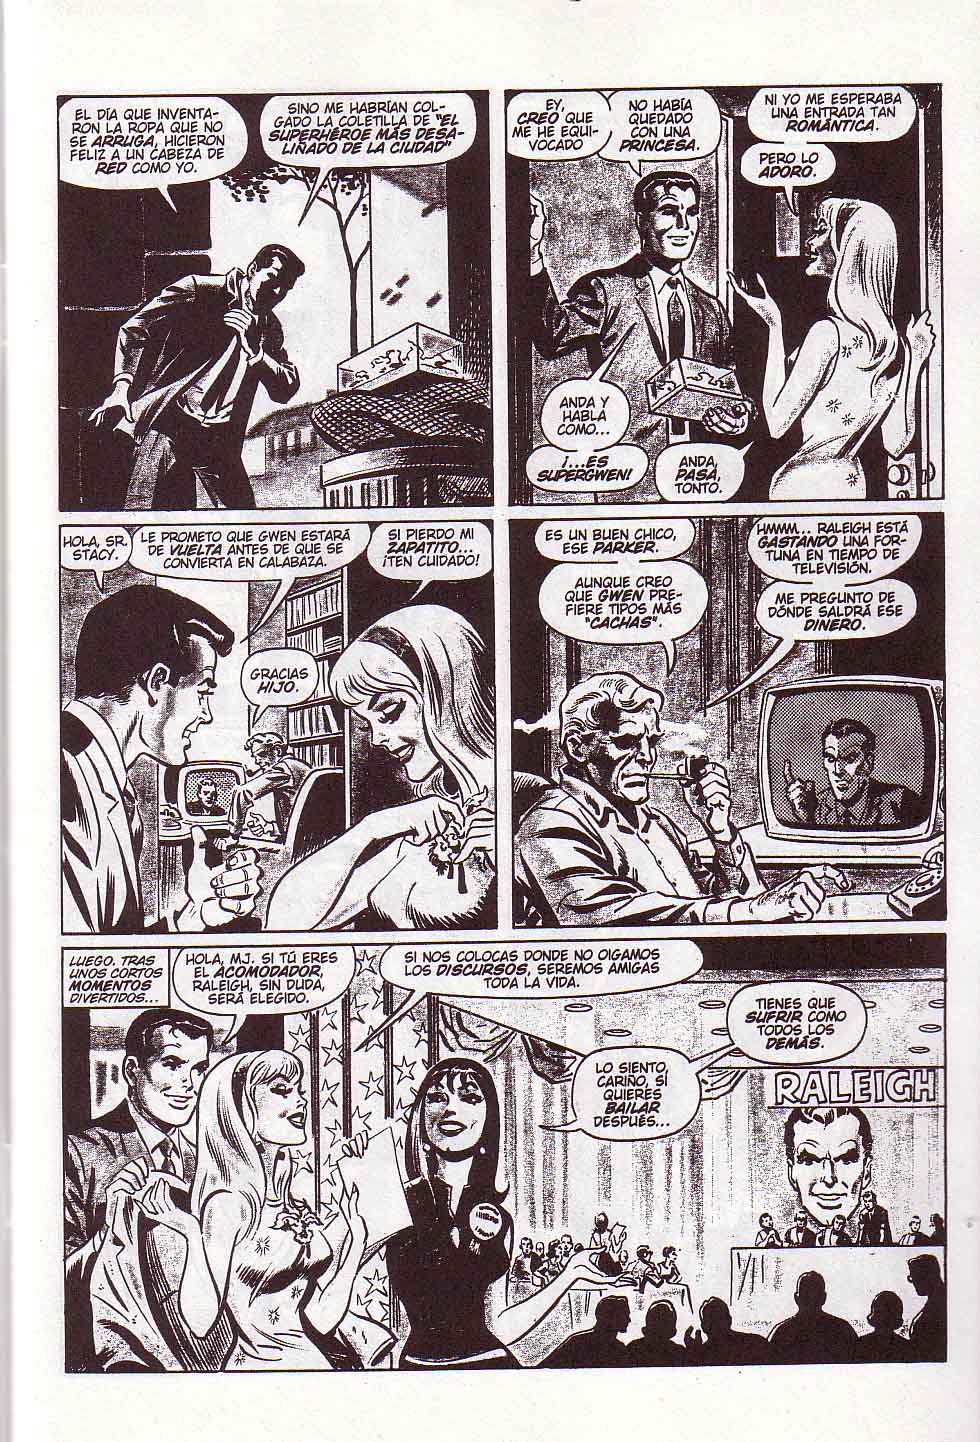 EL DÍA QUE INVENTA-
RON LA ROPA QUE NO
SE ARRUGA, HICIERON
FELIZ A UN CABEZA DE
RED COMO YO.
SINO ME HABRÍAN COL-
GADO LA COLETILLA DE "EL
SUPERHÉROE MÁS DESA-
LIÑADO DE LA CIUDAD"
EY,
CREO QUE
ME HE EQUI-
VOCADO
NO HABÍA
QUEDADO
CON UNA
PRINCESA.
NI YO ME ESPERABA
UNA ENTRADA TAN
ROMÁNTICA.
PERO LO
ADORO.
ANDA Y
HABLA
COMO...
¡...ES
SUPERGWEN!
ANDA,
PASA,
TONTO.
HOLA, SR.
STACY.
LE PROMETO QUE GWEN ESTARÁ
DE VUELTA ANTES DE QUE SE
CONVIERTA EN CALABAZA.
SI PIERDO MI
ZAPATITO...
¡TEN CUIDADO!
GRACIAS
HIJO.
ES UN BUEN CHICO,
ESE PARKER.
AUNQUE CREO
QUE GWEN PRE-
FIERE TIPOS MÁS
"CACHAS".
HMMM... RALEIGH ESTÁ
GASTANDO UNA FOR-
TUNA EN TIEMPO DE
TELEVISIÓN.
ME PREGUNTO DE
DÓNDE SALDRÁ ESE
DINERO.
LUEGO. TRAS
UNOS CORTOS
MOMENTOS
DIVERTIDOS...
HOLA, MJ. SI TÚ ERES
EL ACOMODADOR,
RALEIGH, SIN DUDA,
SERÁ ELEGIDO.
SI NOS COLOCAS DONDE NO OIGAMOS
LOS DISCURSOS, SEREMOS AMIGAS
TODA LA VIDA.
LO SIENTO,
CARIÑO, SI
QUIERES
BAILAR
DESPUÉS...
TIENES QUE
SUFRIR COMO
TODOS LOS
DEMÁS.
RALEIGH